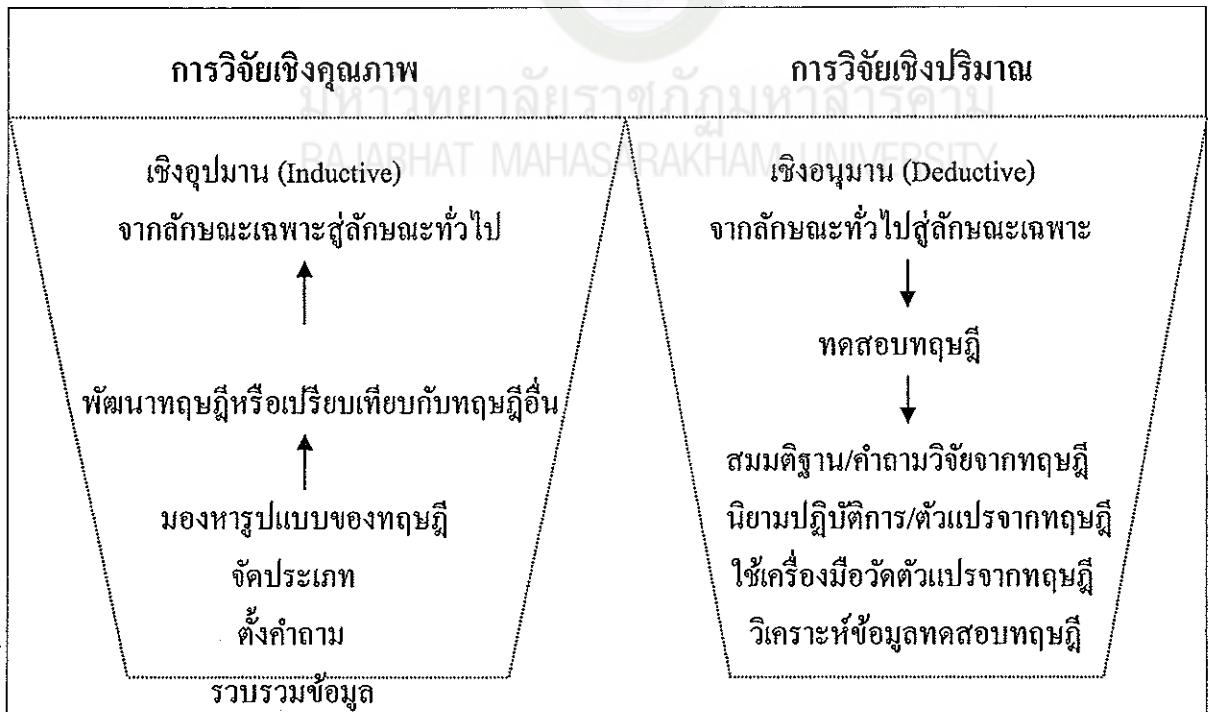 การวิจัยเชิงคุณภาพ
การวิจัยเชิงปริมาณ
มหาวิทยาลัยราชภัฏมหาสารคาม
RAJABHAT MAHASARAKHAM UNIVERSITY
เชิงอุปมาน (Inductive)
จากลักษณะเฉพาะสู่ลักษณะทั่วไป
พัฒนาทฤษฎีหรือเปรียบเทียบกับทฤษฎีอื่น
มองหารูปแบบของทฤษฎี
จัดประเภท
ตั้งคำถาม
รวบรวมข้อมูล
เชิงอนุมาน (Deductive)
จากลักษณะทั่วไปสู่ลักษณะเฉพาะ
ทดสอบทฤษฎี
สมมติฐาน/คำถามวิจัยจากทฤษฎี
นิยามปฏิบัติการ/ตัวแปรจากทฤษฎี
ใช้เครื่องมือวัดตัวแปรจากทฤษฎี
วิเคราะห์ข้อมูลทดสอบทฤษฎี